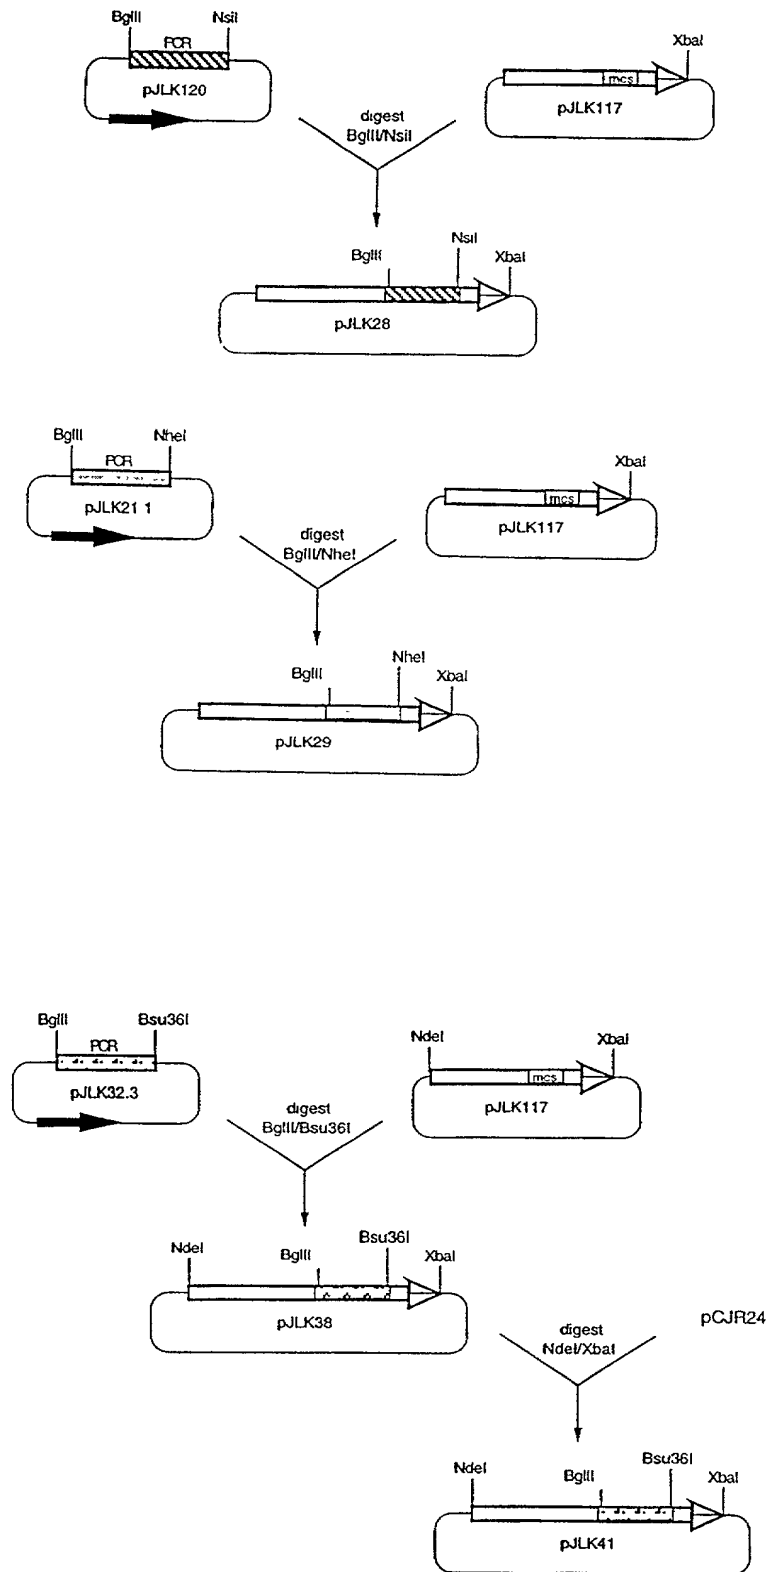 BglII NsiI
PCR
pJLK120
XbaI
mcs
pJLK117
digest
BglII/NsiI
BglII NsiI XbaI
pJLK28
BglII NheI
PCR
pJLK21 1
XbaI
mcs
pJLK117
digest
BglII/NheI
BglII NheI XbaI
pJLK29
BglII Bsu36I
PCR
pJLK32.3
NdeI XbaI
mcs
pJLK117
digest
BglII/Bsu36I
NdeI BglII Bsu36I XbaI
pJLK38
pCJR24
digest
NdeI/XbaI
NdeI BglII Bsu36I XbaI
pJLK41